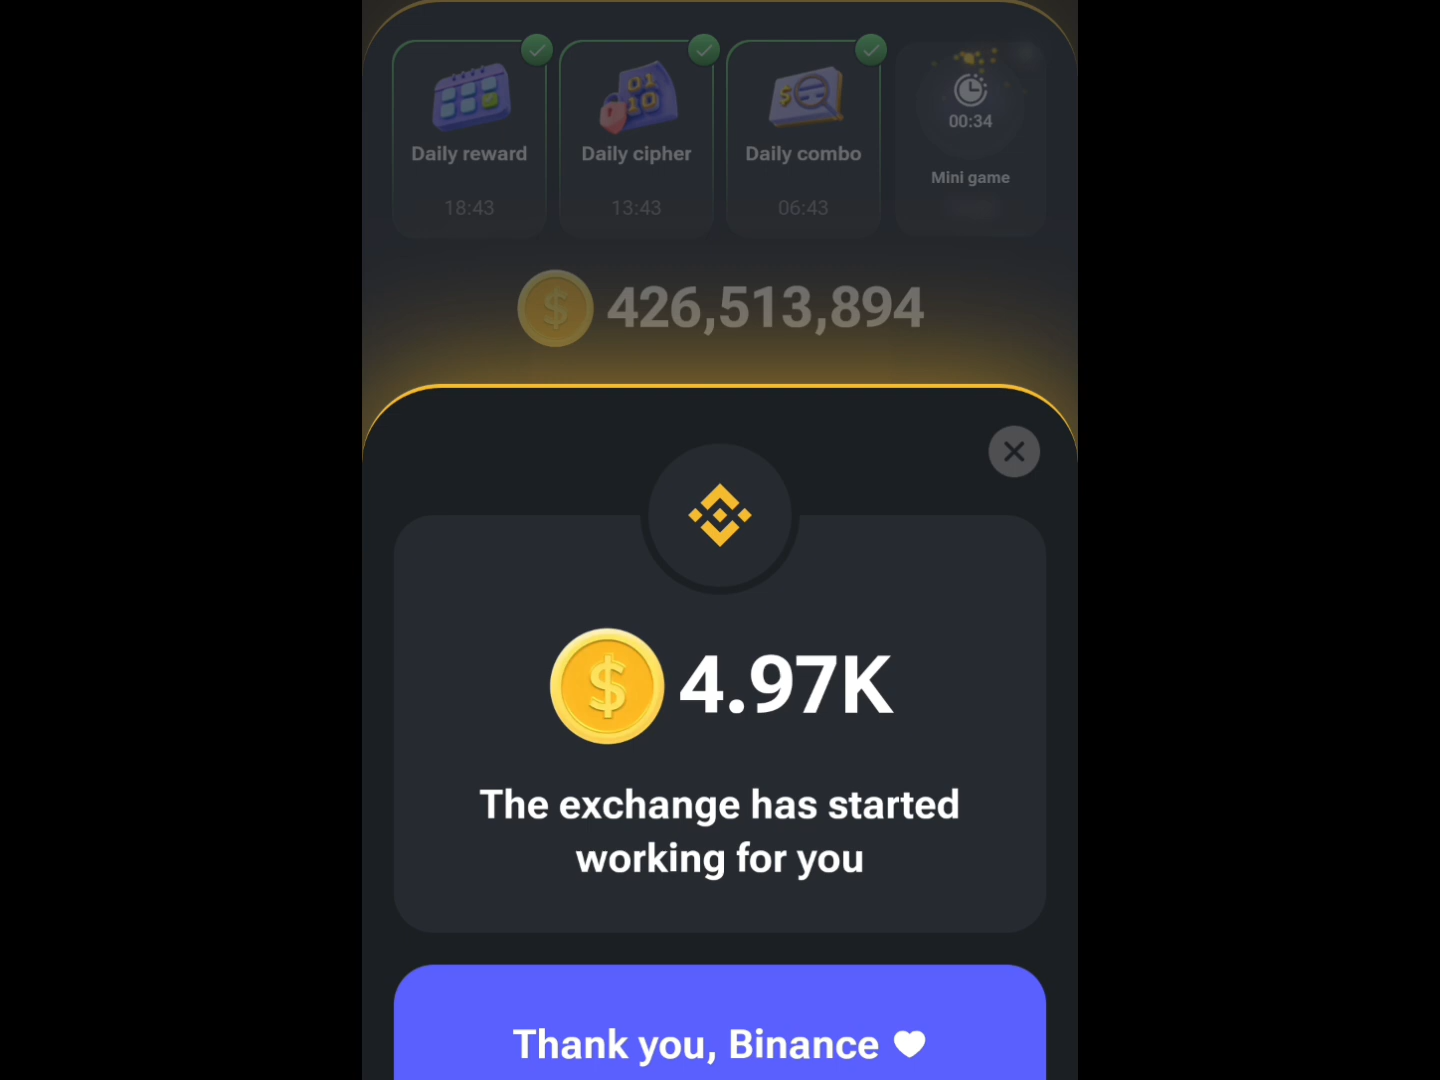 Daily reward
18:43
Daily cipher
13:43
Daily combo
06:43
00:34
Mini game
426,513,894
4.97K
The exchange has started
working for you
Thank you, Binance